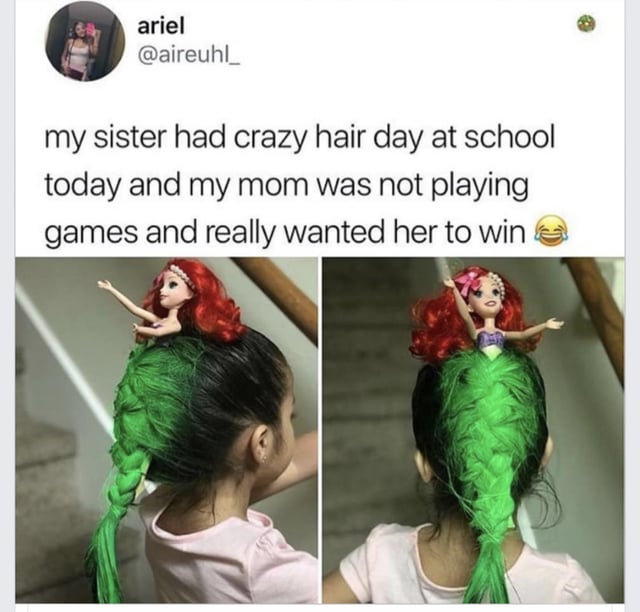 ariel
@aireuhl_
my sister had crazy hair day at school
today and my mom was not playing
games and really wanted her to win 😂